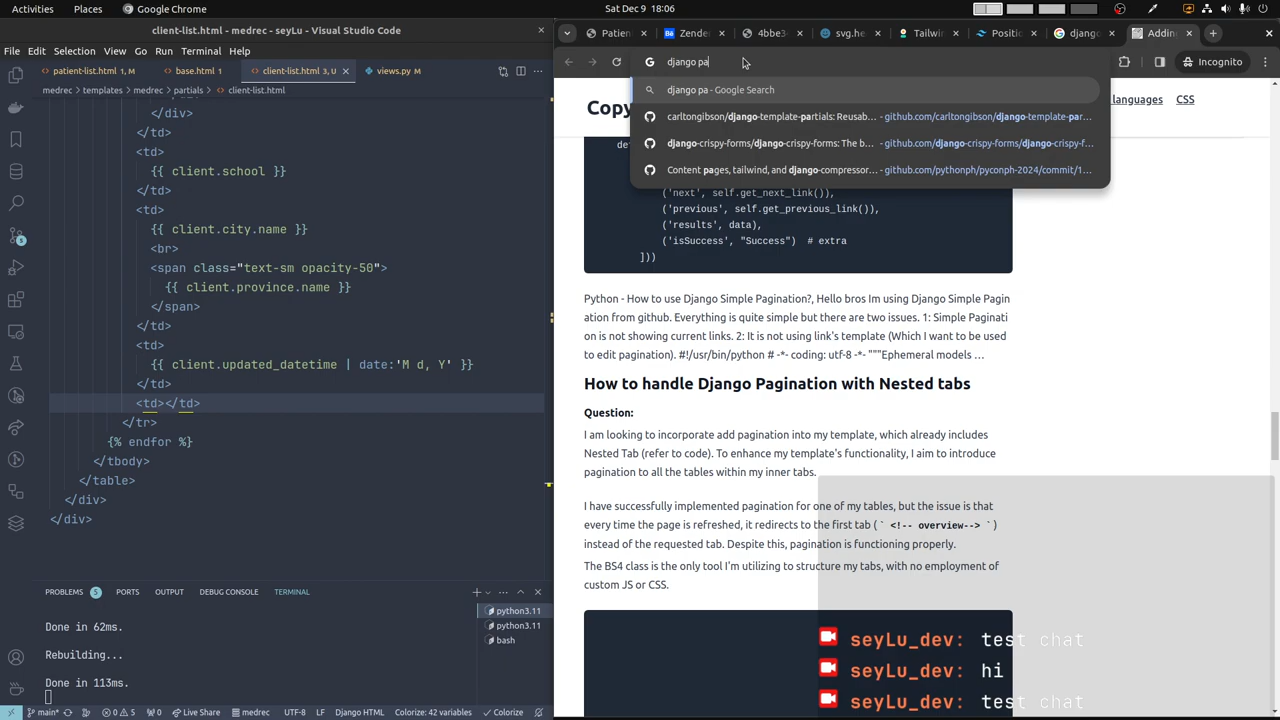 Activities
Places
Google Chrome
Sat Dec 9 18:06
client-list.html - medrec - seyLu - Visual Studio Code
File Edit Selection View Go Run Terminal Help
patient-list.html 1, M
base.html 1
client-list.html 3, U
views.py M
medrec > templates > medrec > partials > client-list.html
</div>
</td>
<td>
{{ client.school }}
</td>
<td>
{{ client.city.name }}
<br>
<span class="text-sm opacity-50">
{{ client.province.name }}
</span>
</td>
<td>
{{ client.updated_datetime | date:'M d, Y' }}
</td>
<td></td>
</tr>
{% endfor %}
</tbody>
</table>
</div>
</div>
PROBLEMS 5 PORTS OUTPUT DEBUG CONSOLE TERMINAL
Done in 62ms.
Rebuilding...
Done in 113ms.
python3.11
python3.11
bash
main*
0 5
0
Live Share
medrec
UTF-8
LF
Django HTML
Colorize: 42 variables
Colorize
Patien
Zender
4bbe3
svg.he
Tailwin
Positio
django
Addin
django pa
Incognito
django pa - Google Search
carltongibson/django-template-partials: Reusab... - github.com/carltongibson/django-template-par...
django-crispy-forms/django-crispy-forms: The b... - github.com/django-crispy-forms/django-crispy-f...
Content pages, tailwind, and django-compressor... - github.com/pythonph/pyconph-2024/commit/1...
Copy
languages
CSS
('next', self.get_next_link()),
('previous', self.get_previous_link()),
('results', data),
('isSuccess', "Success") # extra
]))
Python - How to use Django Simple Pagination?, Hello bros Im using Django Simple Pagin
ation from github. Everything is quite simple but there are two issues. 1: Simple Paginati
on is not showing current links. 2: It is not using link's template (Which I want to be used
to edit pagination). #!/usr/bin/python # -*- coding: utf-8 -*- """Ephemeral models …
How to handle Django Pagination with Nested tabs
Question:
I am looking to incorporate add pagination into my template, which already includes
Nested Tab (refer to code). To enhance my template's functionality, I aim to introduce
pagination to all the tables within my inner tabs.
I have successfully implemented pagination for one of my tables, but the issue is that
every time the page is refreshed, it redirects to the first tab (` <!-- overview--> `)
instead of the requested tab. Despite this, pagination is functioning properly.
The BS4 class is the only tool I'm utilizing to structure my tabs, with no employment of
custom JS or CSS.
seyLu_dev: test chat
seyLu_dev: hi
seyLu_dev: test chat